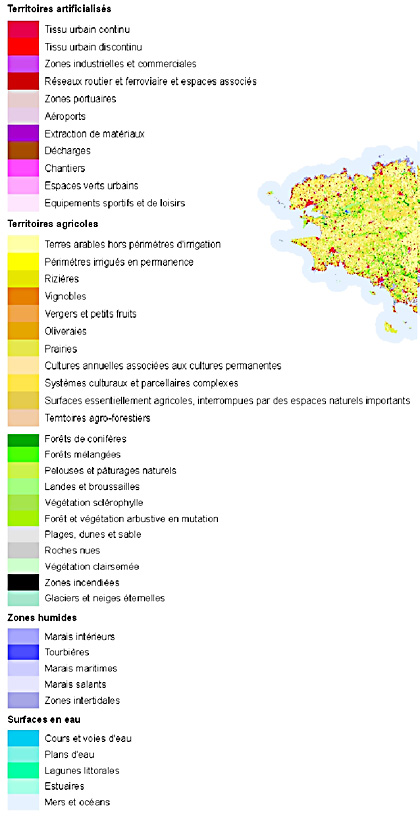 Territoires artificialisés
Tissu urbain continu
Tissu urbain discontinu
Zones industrielles et commerciales
Réseaux routier et ferroviaire et espaces associés
Zones portuaires
Aéroports
Extraction de matériaux
Décharges
Chantiers
Espaces verts urbains
Equipements sportifs et de loisirs
Territoires agricoles
Terres arables hors périmètres d'irrigation
Périmètres irrigués en permanence
Rizières
Vignobles
Vergers et petits fruits
Oliveraies
Prairies
Cultures annuelles associées aux cultures permanentes
Systèmes culturaux et parcellaires complexes
Surfaces essentiellement agricoles, interrompues par des espaces naturels importants
Territoires agro-forestiers
Forêts de conifères
Forêts mélangées
Pelouses et pâturages naturels
Landes et broussailles
Végétation sclérophylle
Forêt et végétation arbustive en mutation
Plages, dunes et sable
Roches nues
Végétation clairsemée
Zones incendiées
Glaciers et neiges éternelles
Zones humides
Marais intérieurs
Tourbières
Marais maritimes
Marais salants
Zones intertidales
Surfaces en eau
Cours et voies d'eau
Plans d'eau
Lagunes littorales
Estuaires
Mers et océans